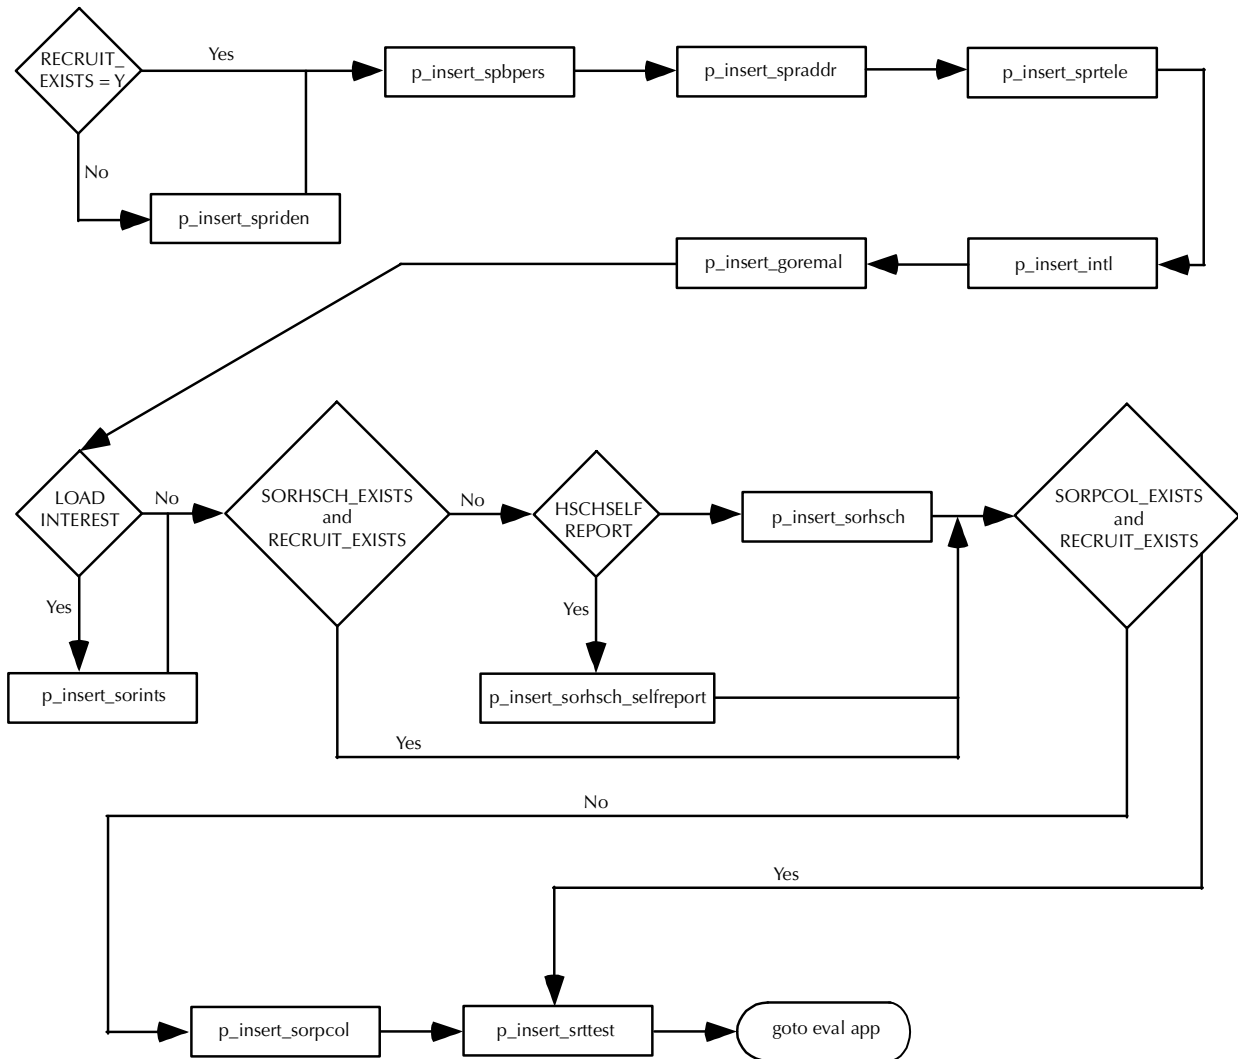 RECRUIT_
EXISTS = Y
Yes
No
p_insert_spriden
p_insert_spbpers
p_insert_spraddr
p_insert_sprtele
p_insert_goremal
p_insert_intl
LOAD
INTEREST
No
Yes
p_insert_sorints
SORHSCH_EXISTS
and
RECRUIT_EXISTS
No
Yes
HSCHSELF
REPORT
Yes
p_insert_sorhsch
p_insert_sorhsch_selfreport
SORPCOL_EXISTS
and
RECRUIT_EXISTS
No
Yes
p_insert_sorpcol
p_insert_srttest
goto eval app